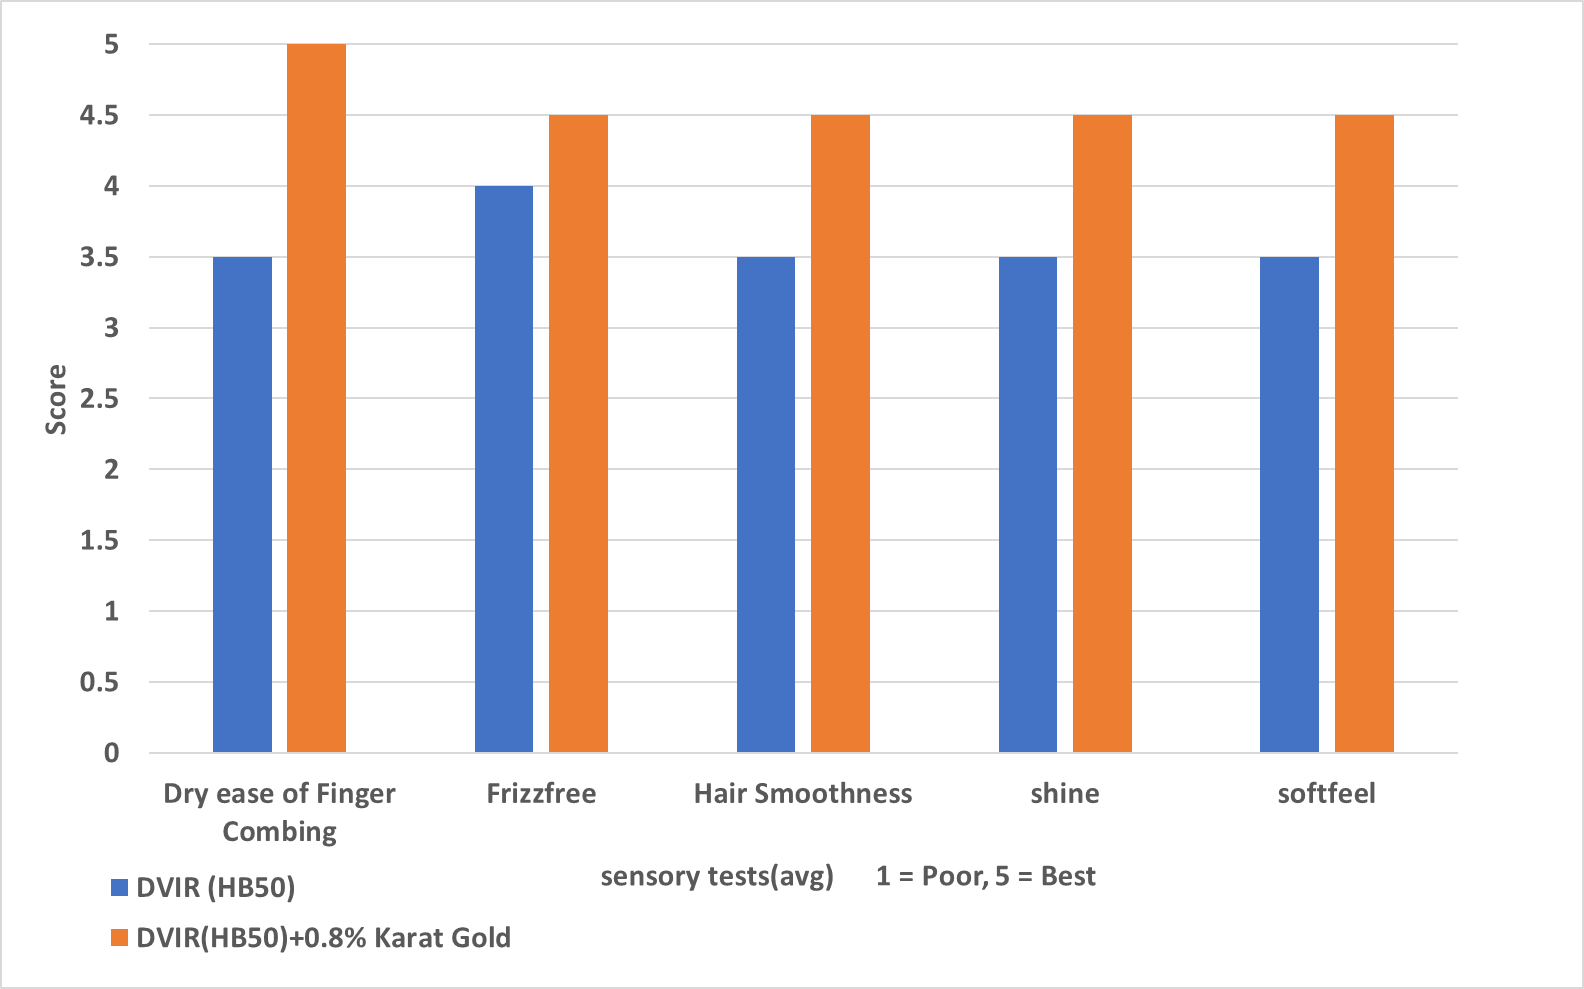 5
4.5
4
3.5
3
2.5
2
1.5
1
0.5
0
Score
Dry ease of Finger
Combing
Frizzfree
Hair Smoothness
shine
softfeel
sensory tests(avg) 1 = Poor, 5 = Best
DVIR (HB50)
DVIR(HB50)+0.8% Karat Gold